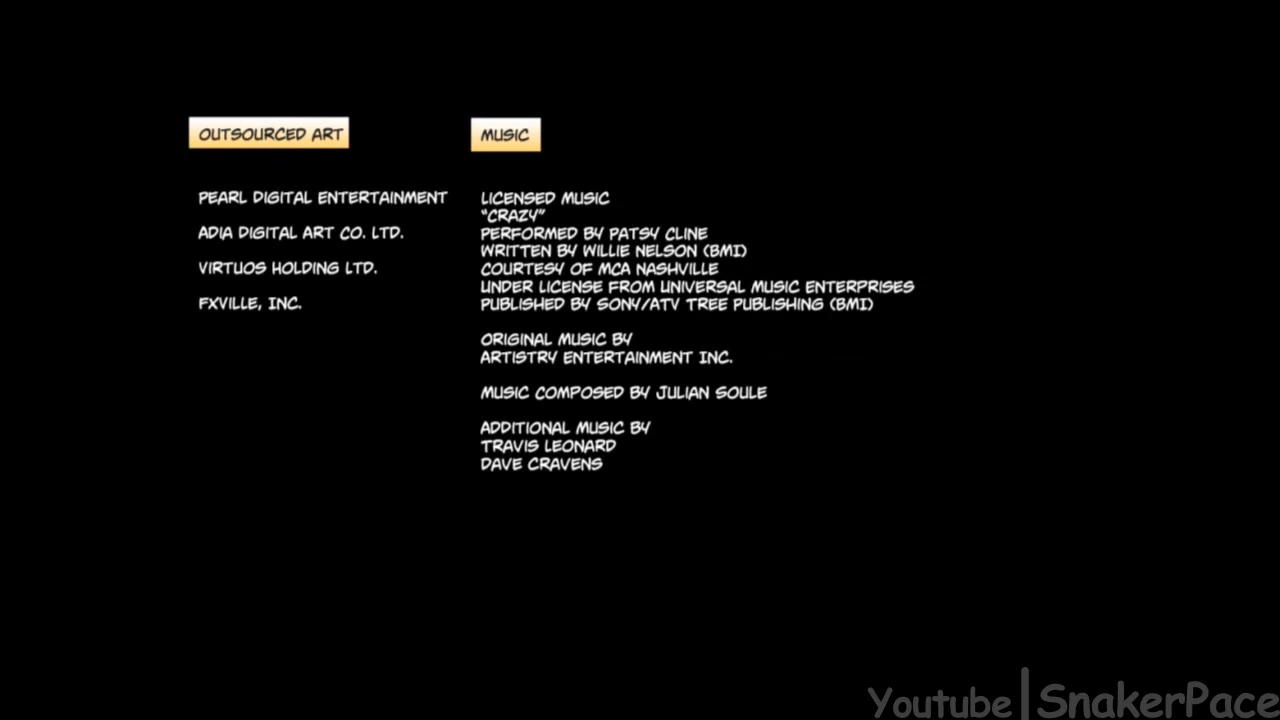 OUTSOURCED ART
PEARL DIGITAL ENTERTAINMENT
ADIA DIGITAL ART CO. LTD.
VIRTUOS HOLDING LTD.
FXVILLE, INC.
MUSIC
LICENSED MUSIC
"CRAZY"
PERFORMED BY PATSY CLINE
WRITTEN BY WILLIE NELSON (BMI)
COURTESY OF MCA NASHVILLE
UNDER LICENSE FROM UNIVERSAL MUSIC ENTERPRISES
PUBLISHED BY SONY/ATV TREE PUBLISHING (BMI)
ORIGINAL MUSIC BY
ARTISTRY ENTERTAINMENT INC.
MUSIC COMPOSED BY JULIAN SOULE
ADDITIONAL MUSIC BY
TRAVIS LEONARD
DAVE CRAVENS
Youtube|SnakerPace